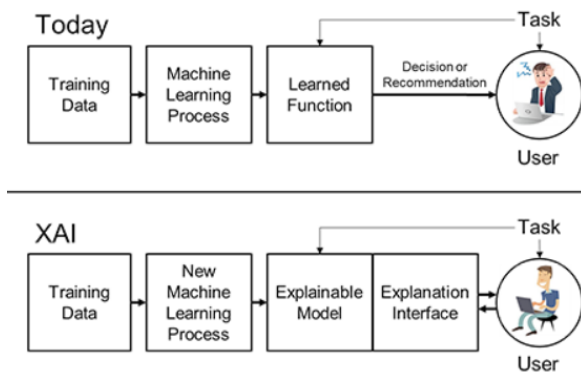 Today
Task
Training
Data
Machine
Learning
Process
Learned
Function
Decision or
Recommendation
User
XAI
Task
Training
Data
New
Machine
Learning
Process
Explainable
Model
Explanation
Interface
User